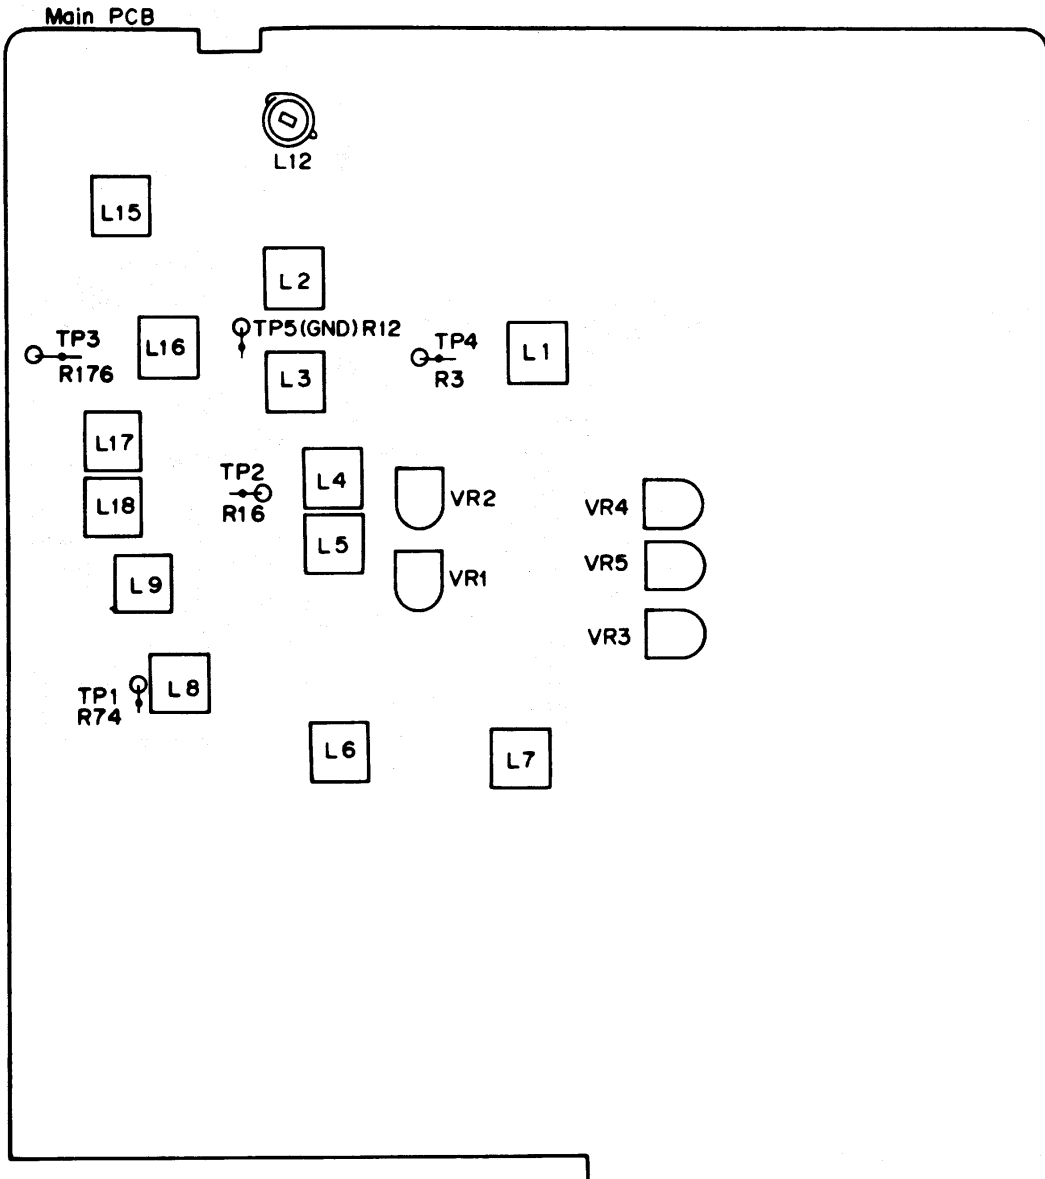 Main PCB
L12
L15
L2
TP5(GND)R12
TP3
R176
L16
L3
TP4
R3
L1
L17
L18
TP2
R16
L4
L5
VR2
VR1
VR4
VR5
VR3
L9
TP1
R74
L8
L6
L7